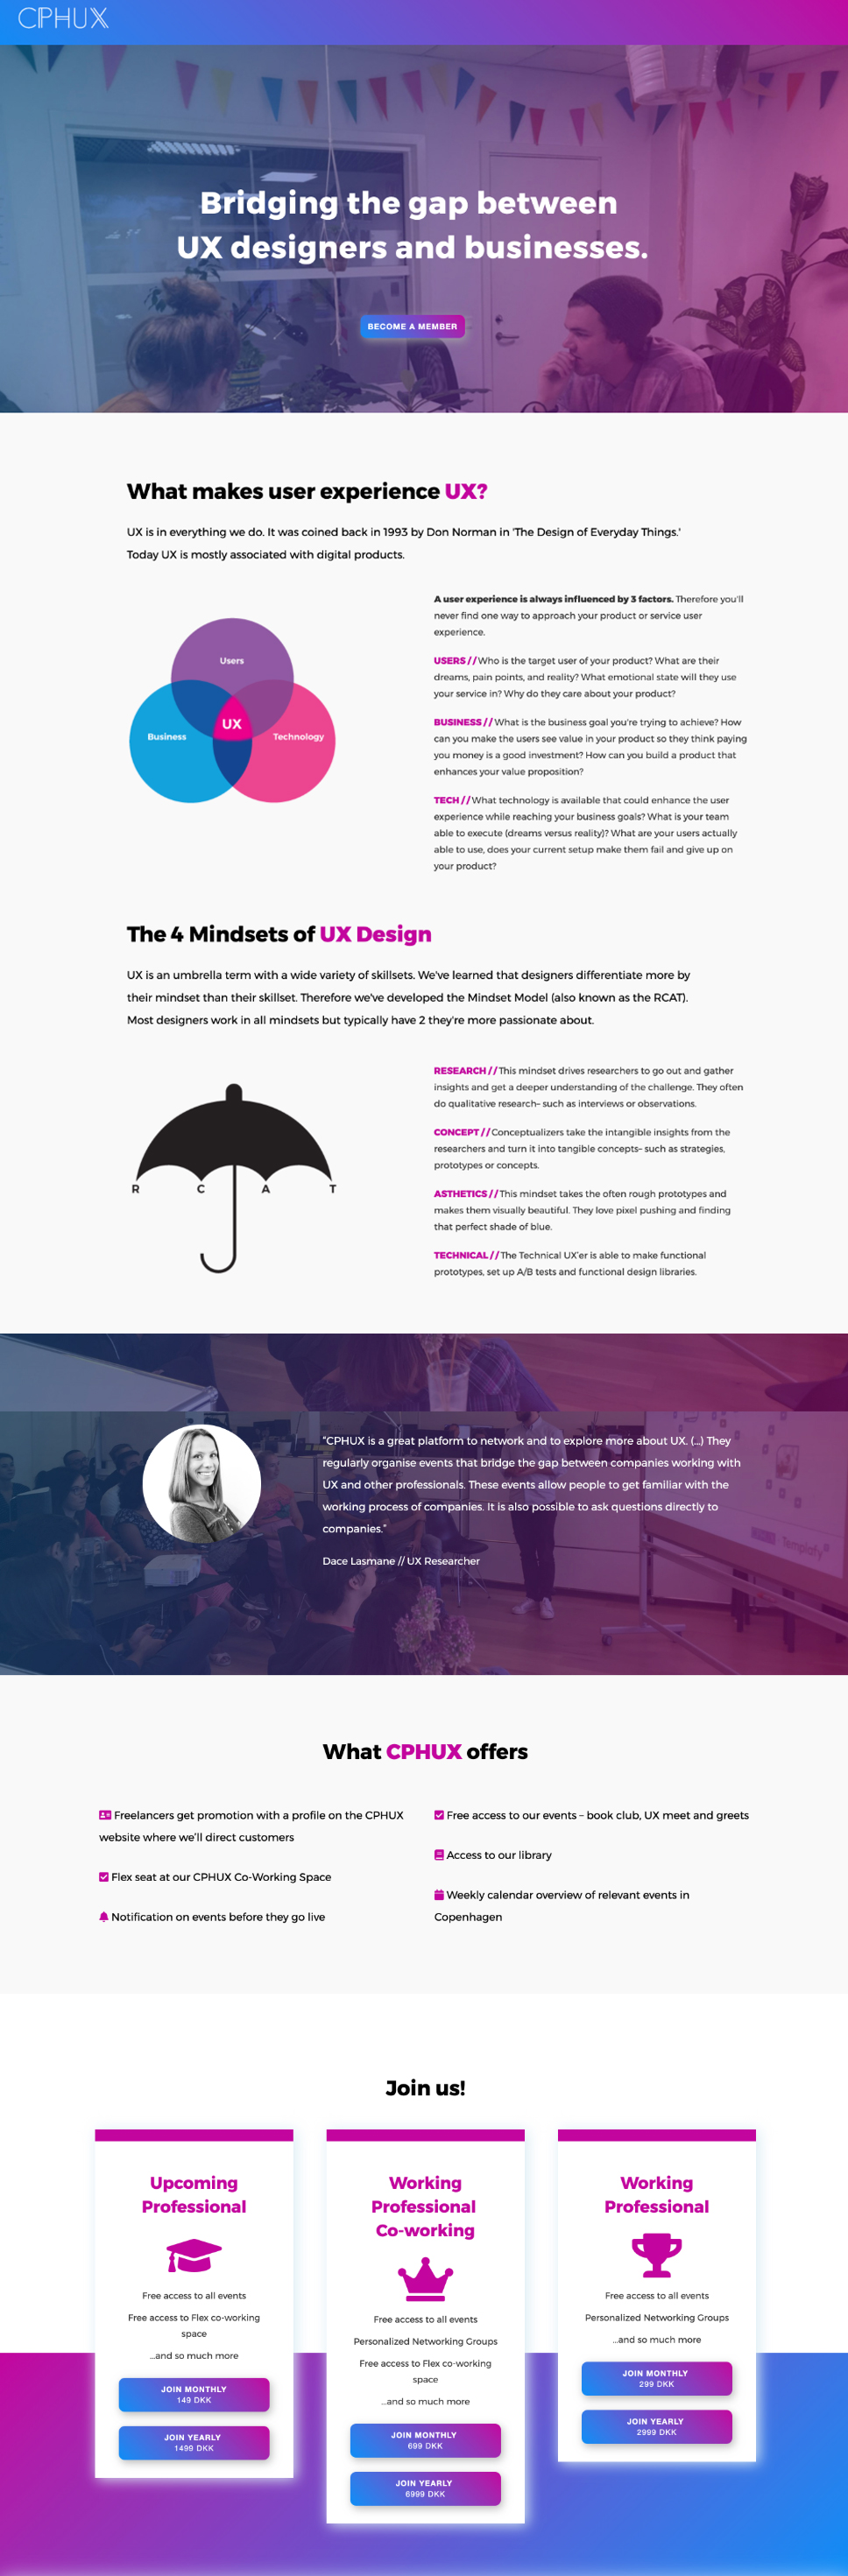 CPHUX
Bridging the gap between
UX designers and businesses.
BECOME A MEMBER
What makes user experience UX?
UX is in everything we do. It was coined back in 1993 by Don Norman in 'The Design of Everyday Things.'
Today UX is mostly associated with digital products.
Users
UX
Business
Technology
A user experience is always influenced by 3 factors. Therefore you'll
never find one way to approach your product or service user
experience.
USERS // Who is the target user of your product? What are their
dreams, pain points, and reality? What emotional state will they use
your service in? Why do they care about your product?
BUSINESS // What is the business goal you're trying to achieve? How
can you make the users see value in your product so they think paying
you money is a good investment? How can you build a product that
enhances your value proposition?
TECH // What technology is available that could enhance the user
experience while reaching your business goals? What is your team
able to execute (dreams versus reality)? What are your users actually
able to use, does your current setup make them fail and give up on
your product?
The 4 Mindsets of UX Design
UX is an umbrella term with a wide variety of skillsets. We've learned that designers differentiate more by
their mindset than their skillset. Therefore we've developed the Mindset Model (also known as the RCAT).
Most designers work in all mindsets but typically have 2 they're more passionate about.
R C A T
RESEARCH // This mindset drives researchers to go out and gather
insights and get a deeper understanding of the challenge. They often
do qualitative research– such as interviews or observations.
CONCEPT // Conceptualizers take the intangible insights from the
researchers and turn it into tangible concepts– such as strategies,
prototypes or concepts.
ASTHETICS // This mindset takes the often rough prototypes and
makes them visually beautiful. They love pixel pushing and finding
that perfect shade of blue.
TECHNICAL // The Technical UX'er is able to make functional
prototypes, set up A/B tests and functional design libraries.
"CPHUX is a great platform to network and to explore more about UX. (...) They
regularly organise events that bridge the gap between companies working with
UX and other professionals. These events allow people to get familiar with the
working process of companies. It is also possible to ask questions directly to
companies."
Dace Lasmane // UX Researcher
Templafy
What CPHUX offers
Freelancers get promotion with a profile on the CPHUX
website where we'll direct customers
Flex seat at our CPHUX Co-Working Space
Notification on events before they go live
Free access to our events – book club, UX meet and greets
Access to our library
Weekly calendar overview of relevant events in
Copenhagen
Join us!
Upcoming
Professional
Free access to all events
Free access to Flex co-working
space
...and so much more
JOIN MONTHLY
149 DKK
JOIN YEARLY
1499 DKK
Working
Professional
Co-working
Free access to all events
Personalized Networking Groups
Free access to Flex co-working
space
...and so much more
JOIN MONTHLY
699 DKK
JOIN YEARLY
6999 DKK
Working
Professional
Free access to all events
Personalized Networking Groups
...and so much more
JOIN MONTHLY
299 DKK
JOIN YEARLY
2999 DKK